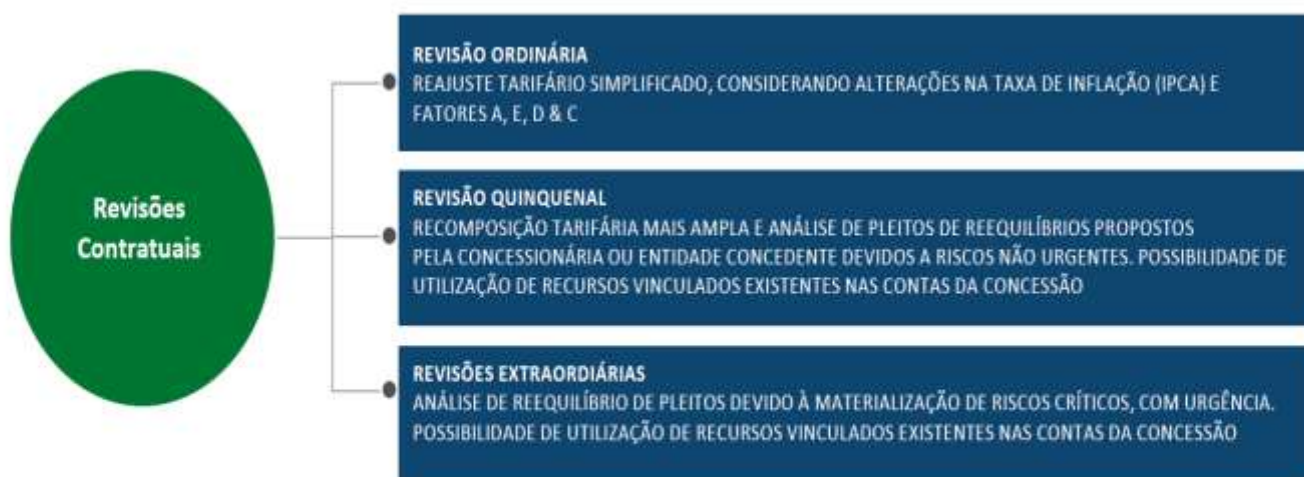 Revisões
Contratuais
REVISÃO ORDINÁRIA
REAJUSTE TARIFÁRIO SIMPLIFICADO, CONSIDERANDO ALTERAÇÕES NA TAXA DE INFLAÇÃO (IPCA) E
FATORES A, E, D & C
REVISÃO QUINQUENAL
RECOMPOSIÇÃO TARIFÁRIA MAIS AMPLA E ANÁLISE DE PLEITOS DE REEQUILÍBRIOS PROPOSTOS
PELA CONCESSIONÁRIA OU ENTIDADE CONCEDENTE DEVIDOS A RISCOS NÃO URGENTES. POSSIBILIDADE DE
UTILIZAÇÃO DE RECURSOS VINCULADOS EXISTENTES NAS CONTAS DA CONCESSÃO
REVISÕES EXTRAORDIÁRIAS
ANÁLISE DE REEQUILÍBRIO DE PLEITOS DEVIDO À MATERIALIZAÇÃO DE RISCOS CRÍTICOS, COM URGÊNCIA.
POSSIBILIDADE DE UTILIZAÇÃO DE RECURSOS VINCULADOS EXISTENTES NAS CONTAS DA CONCESSÃO